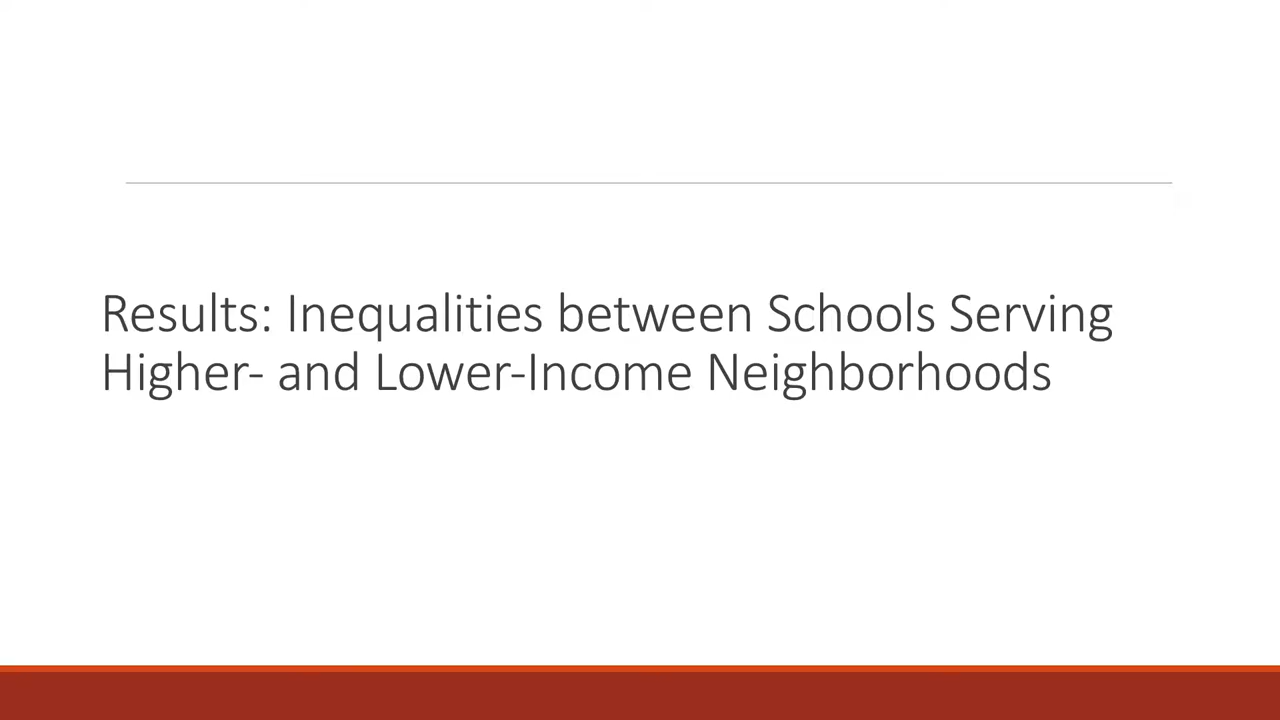 Results: Inequalities between Schools Serving
Higher- and Lower-Income Neighborhoods